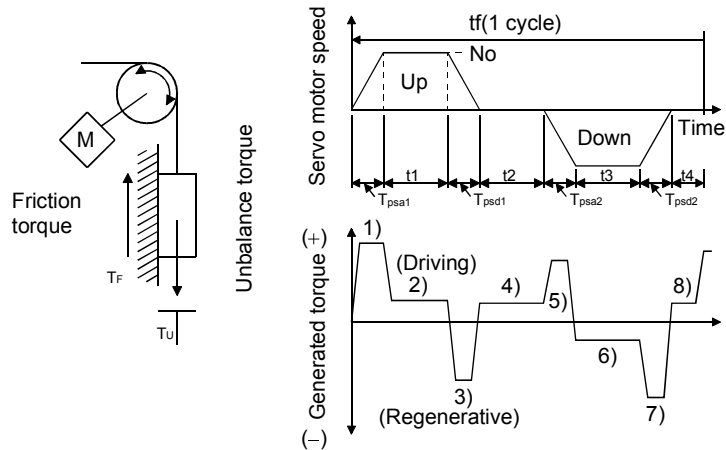 tf(1 cycle)
Servo motor speed
No
Up
Down
Time
t1
t2
t3
t4
Tpsa1
Tpsd1
Tpsa2
Tpsd2
M
Friction
torque
Unbalance torque
TF
TU
Generated torque
(+)
(−)
1)
(Driving)
2)
3)
(Regenerative)
4)
5)
6)
7)
8)